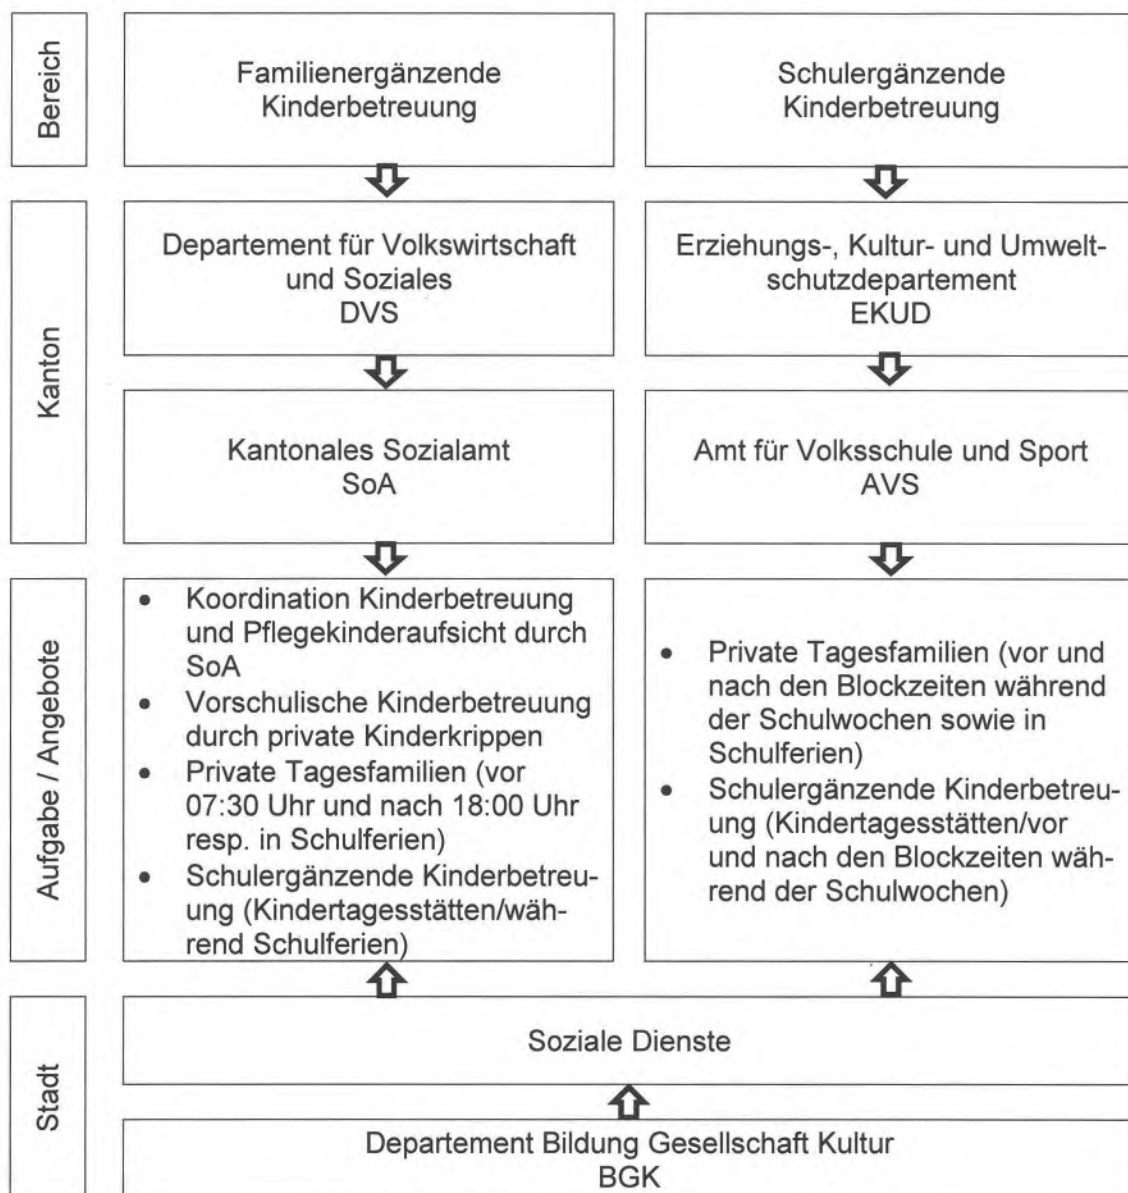 Bereich
Familienergänzende
Kinderbetreuung
Schulergänzende
Kinderbetreuung
Kanton
Departement für Volkswirtschaft
und Soziales
DVS
Erziehungs-, Kultur- und Umwelt-
schutzdepartement
EKUD
Kantonales Sozialamt
SoA
Amt für Volksschule und Sport
AVS
Aufgabe / Angebote
• Koordination Kinderbetreuung
und Pflegekinderaufsicht durch
SoA
• Vorschulische Kinderbetreuung
durch private Kinderkrippen
• Private Tagesfamilien (vor
07:30 Uhr und nach 18:00 Uhr
resp. in Schulferien)
• Schulergänzende Kinderbetreu-
ung (Kindertagesstätten/wäh-
rend Schulferien)
• Private Tagesfamilien (vor und
nach den Blockzeiten während
der Schulwochen sowie in
Schulferien)
• Schulergänzende Kinderbetreu-
ung (Kindertagesstätten/vor
und nach den Blockzeiten wäh-
rend der Schulwochen)
Stadt
Soziale Dienste
Departement Bildung Gesellschaft Kultur
BGK